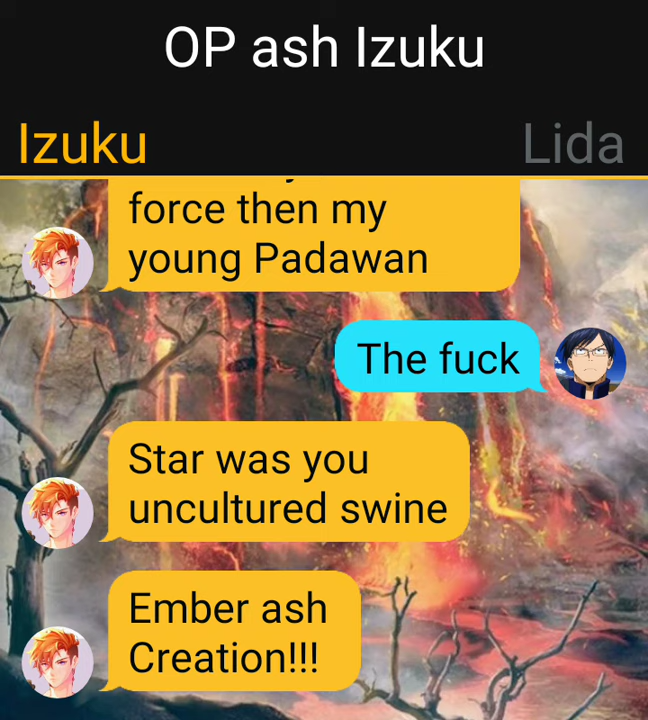 OP ash Izuku
Izuku
Lida
force then my
young Padawan
The fuck
Star was you
uncultured swine
Ember ash
Creation!!!